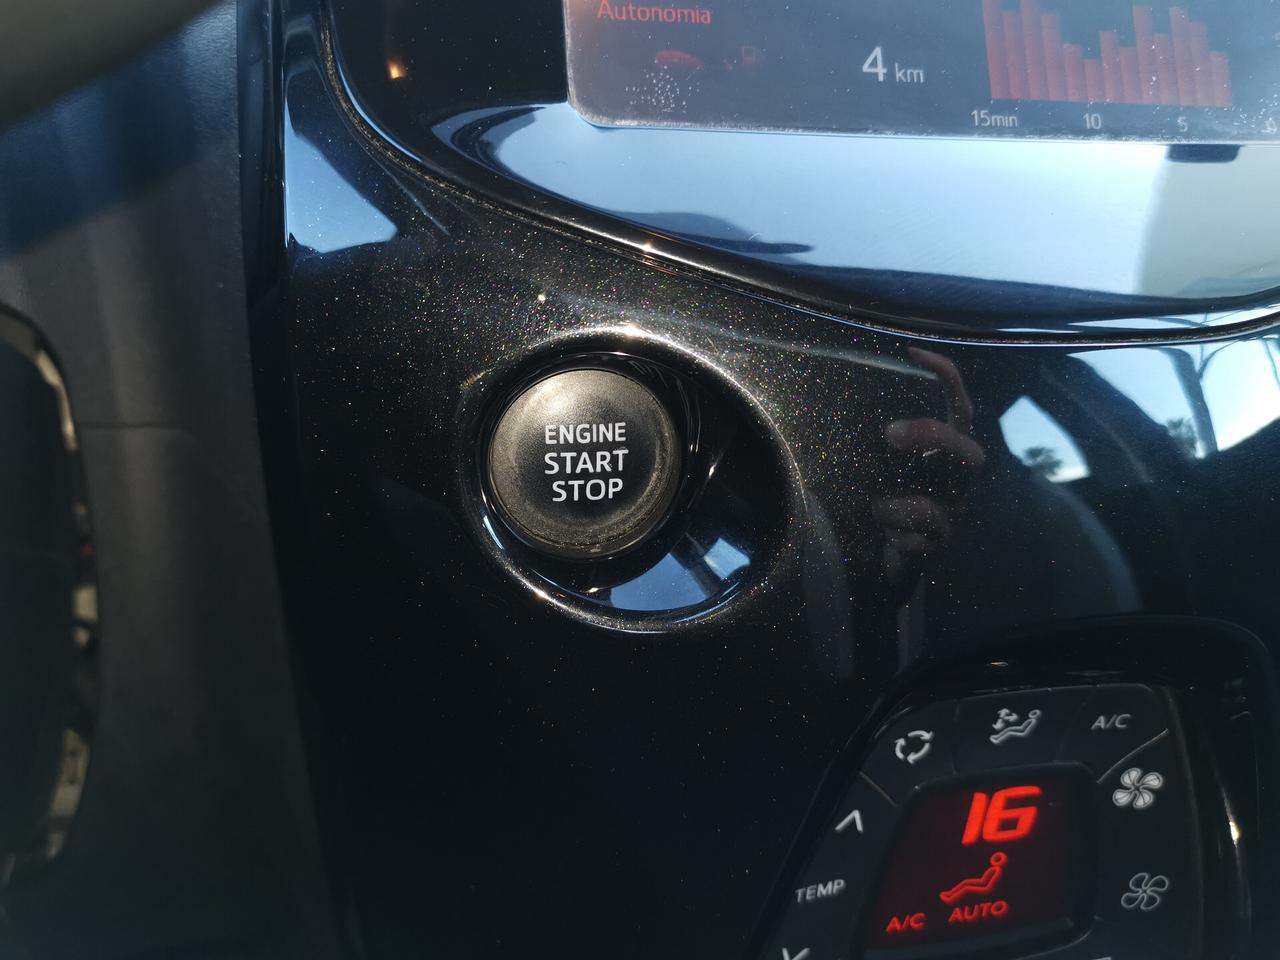 Autonomia
4 km
15min 10 5
ENGINE
START
STOP
A/C
16
TEMP
A/C AUTO